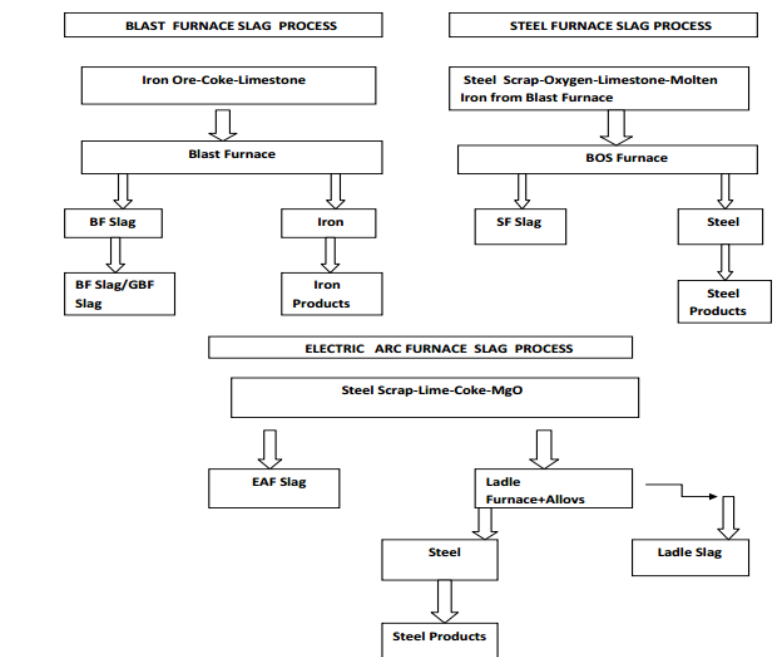 BLAST FURNACE SLAG PROCESS
STEEL FURNACE SLAG PROCESS
Iron Ore-Coke-Limestone
Steel Scrap-Oxygen-Limestone-Molten
Iron from Blast Furnace
Blast Furnace
BOS Furnace
BF Slag
Iron
SF Slag
Steel
BF Slag/GBF
Slag
Iron
Products
Steel
Products
ELECTRIC ARC FURNACE SLAG PROCESS
Steel Scrap-Lime-Coke-MgO
EAF Slag
Ladle
Furnace+Allovs
Steel
Ladle Slag
Steel Products